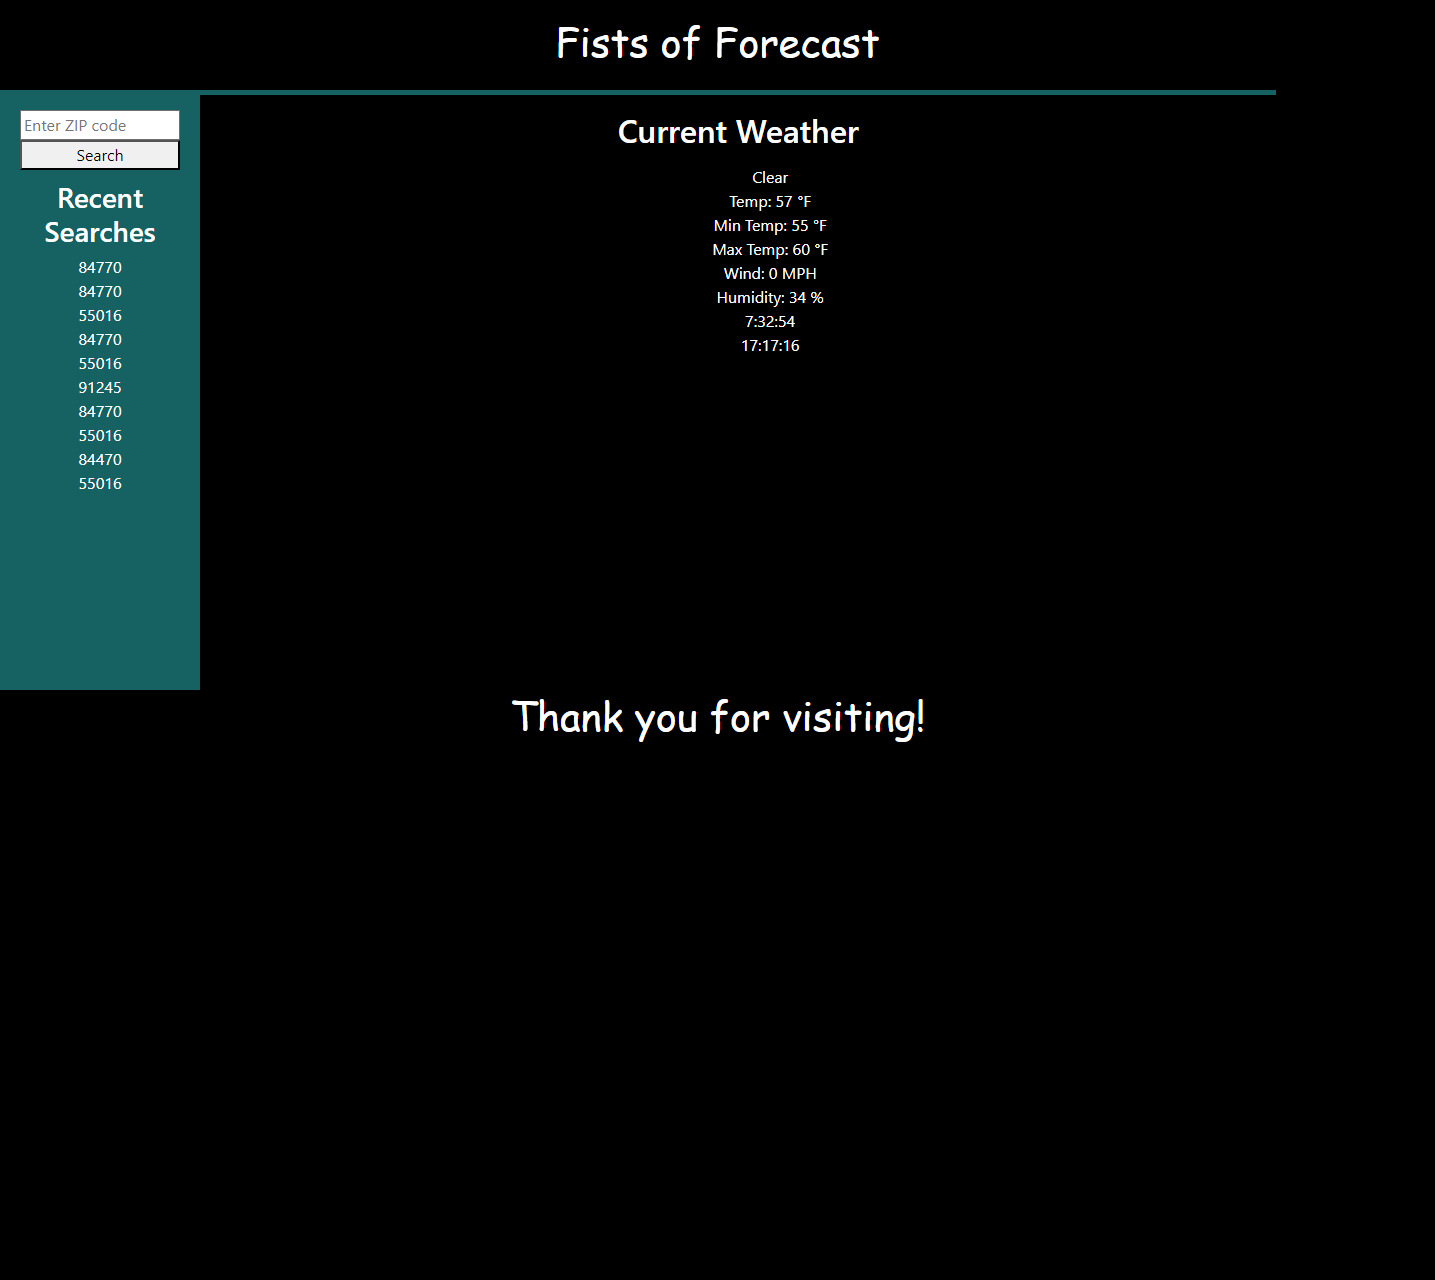 Fists of Forecast
Enter ZIP code
Search
Recent
Searches
84770
84770
55016
84770
55016
91245
84770
55016
84470
55016
Current Weather
Clear
Temp: 57 °F
Min Temp: 55 °F
Max Temp: 60 °F
Wind: 0 MPH
Humidity: 34 %
7:32:54
17:17:16
Thank you for visiting!